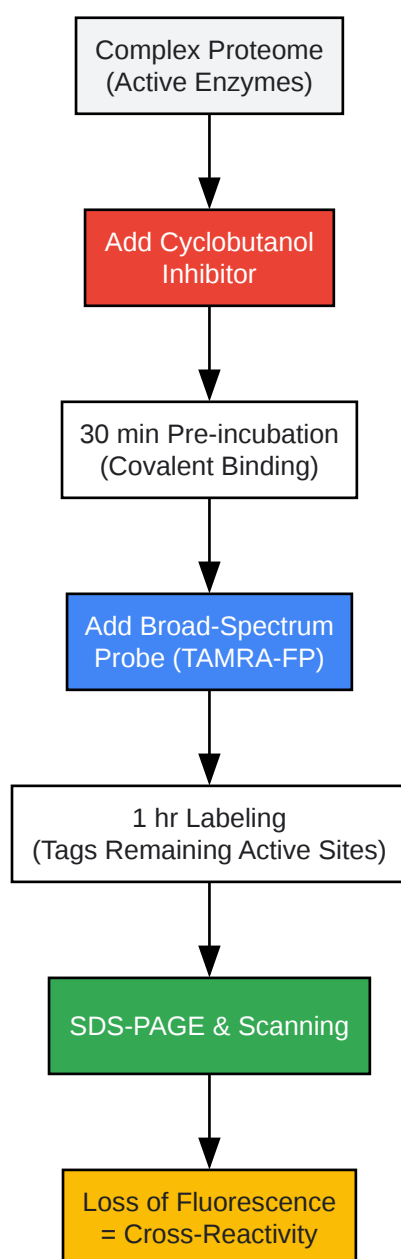 Complex Proteome
(Active Enzymes)
Add Cyclobutanol
Inhibitor
30 min Pre-incubation
(Covalent Binding)
Add Broad-Spectrum
Probe (TAMRA-FP)
1 hr Labeling
(Tags Remaining Active Sites)
SDS-PAGE & Scanning
Loss of Fluorescence
= Cross-Reactivity